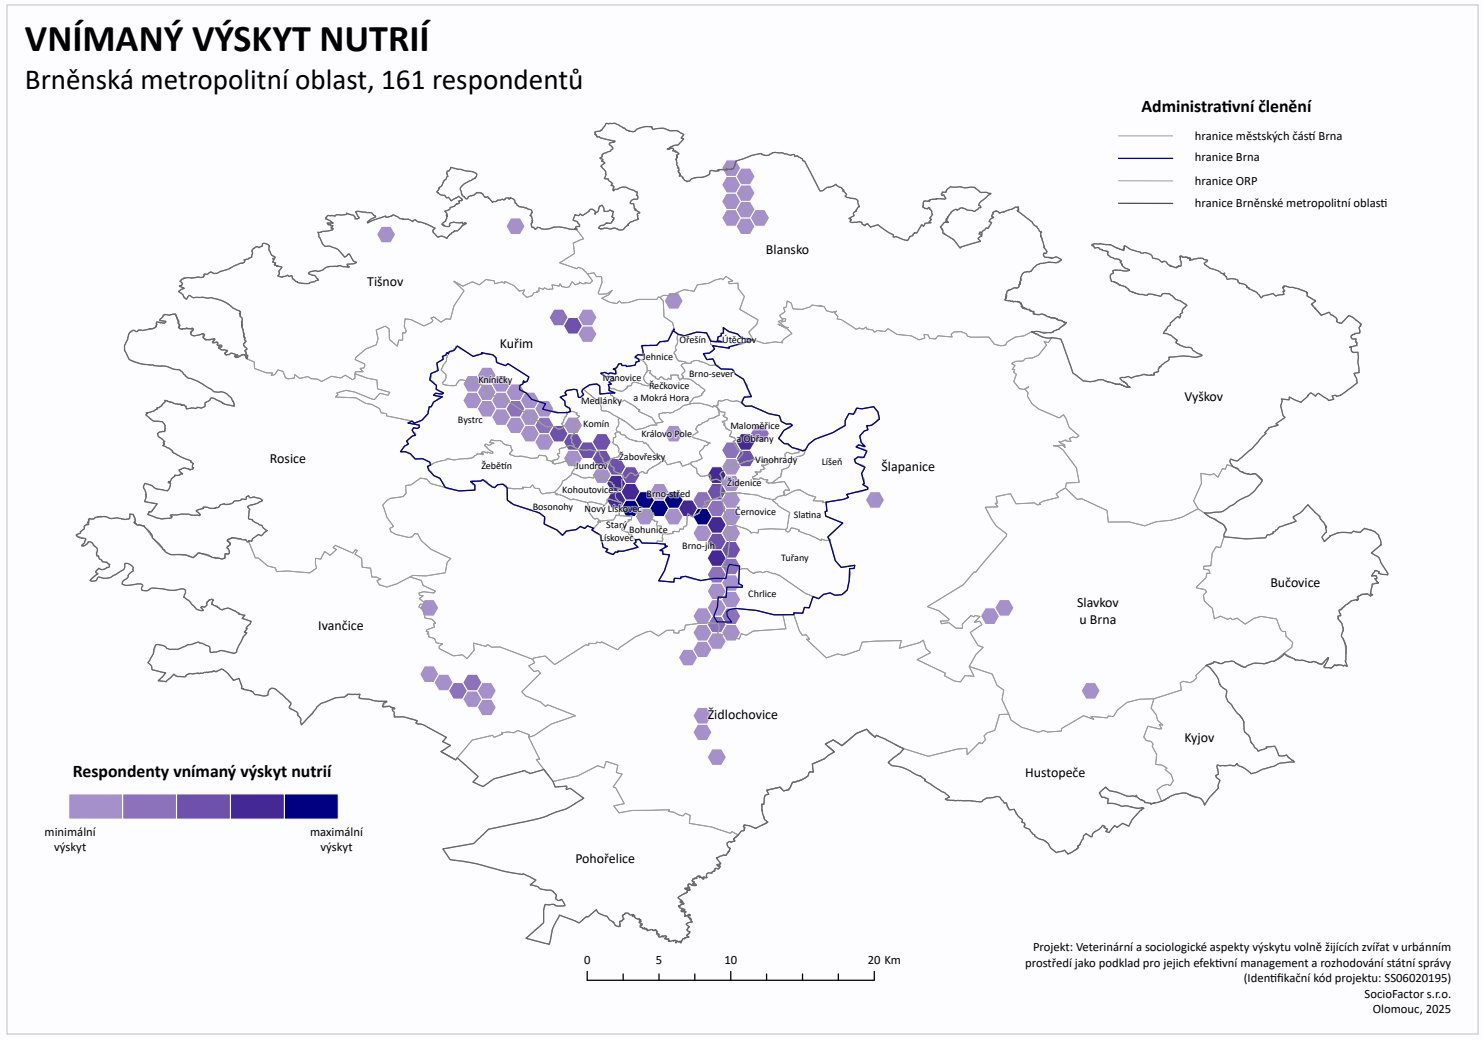 VNÍMANÝ VÝSKYT NUTRIÍ
Brněnská metropolitní oblast, 161 respondentů
Administrativní členění
hranice městských částí Brna
hranice Brna
hranice ORP
hranice Brněnské metropolitní oblasti
Blansko
Tišnov
Kuřim
Ořešín
Útěchov
Jehnice
Ivanovice
Brno-sever
Řečkovice
a Mokrá Hora
Kníničky
Medlánky
Vyškov
Bystrc
Komín
Královo Pole
Maloměřice
a Obřany
Rosice
Žebětín
Jundrov
Žabovřesky
Vinohrady
Líšeň
Šlapanice
Židenice
Kohoutovice
Brno-střed
Bosonohy
Nový Lískovec
Černovice
Slatina
Starý
Lískovec
Bohunice
Brno-jih
Tuřany
Chrlice
Bučovice
Slavkov
u Brna
Ivančice
Židlochovice
Kyjov
Hustopeče
Pohořelice
Respondenty vnímaný výskyt nutrií
minimální
výskyt
maximální
výskyt
0 5 10 20 Km
Projekt: Veterinární a sociologické aspekty výskytu volně žijících zvířat v urbánním
prostředí jako podklad pro jejich efektivní management a rozhodování státní správy
(Identifikační kód projektu: SS06020195)
SocioFactor s.r.o.
Olomouc, 2025